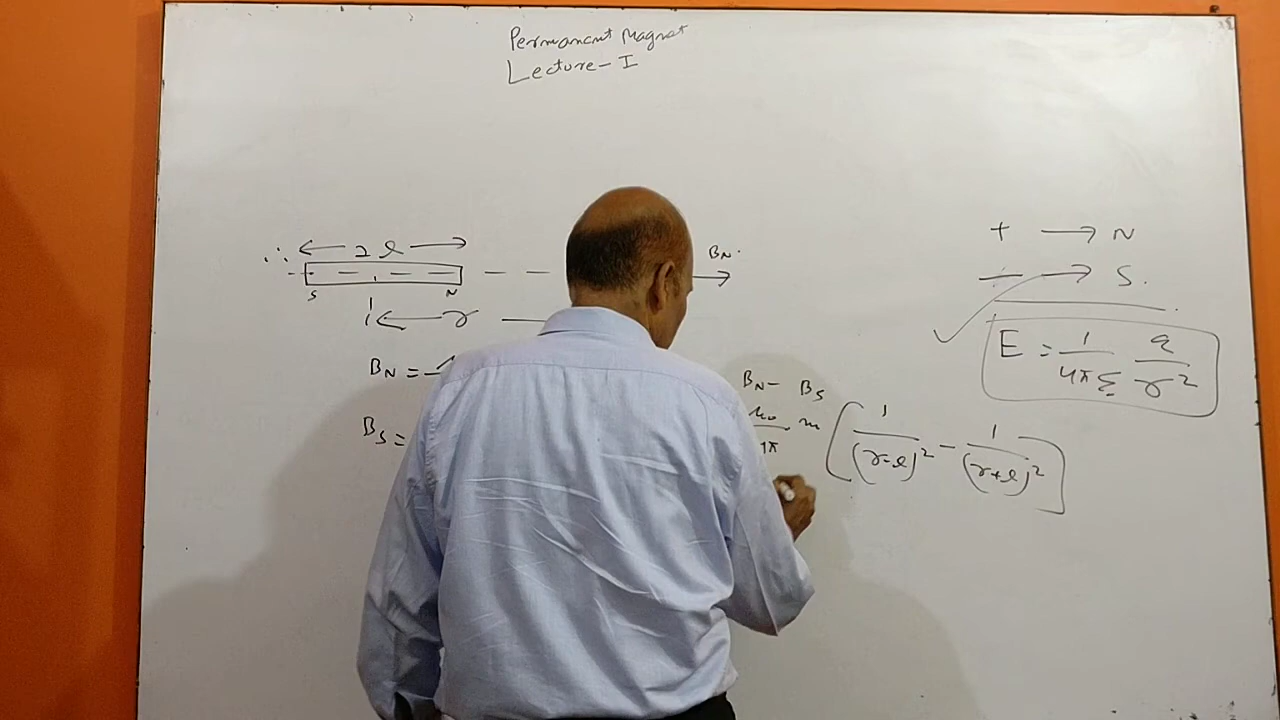 Permanent Magnet
Lecture - I
∴ ← 2l →
S N
B_N
← r
B_N =
B_S =
B_N - B_S
μ₀/4π m [1/(r-l)² - 1/(r+l)²]
+ → N
- → S.
E = 1/4πε q/r²